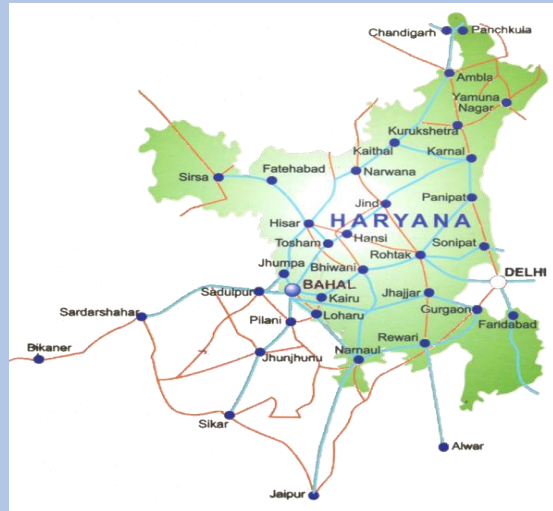 Chandigarh
Panchkula
Ambla
Yamuna
Nagar
Kurukshetra
Kaithal
Karnal
Fatehabad
Narwana
Sirsa
Jind
Panipat
Hisar
HARYANA
Hansi
Tosham
Rohtak
Sonipat
Jhumpa
Bhiwani
DELHI
BAHAL
Sadulpur
Kairu
Jhajjar
Sardarshahar
Pilani
Loharu
Gurgaon
Faridabad
Bikaner
Jhunjhunu
Narnaul
Rewari
Sikar
Alwar
Jaipur